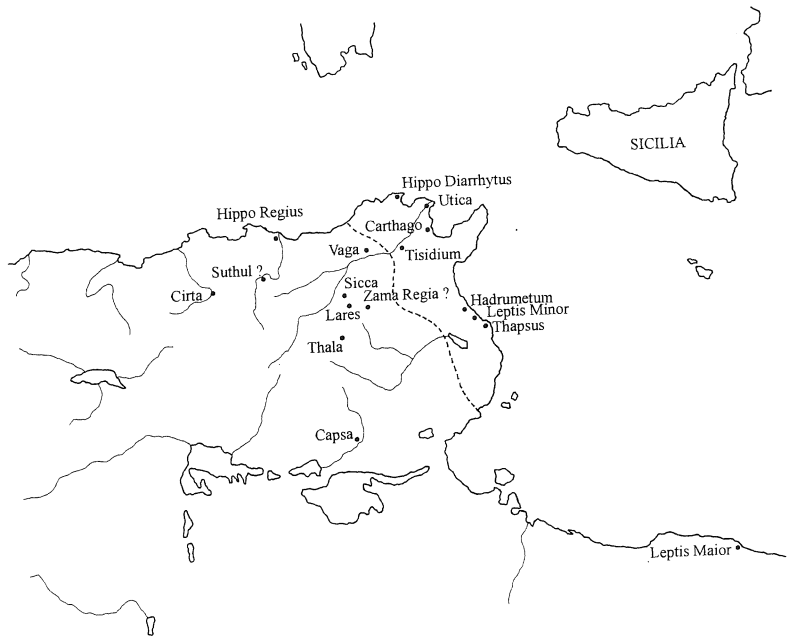 SICILIA
Hippo Diarrhytus
Utica
Hippo Regius
Carthago
Vaga
Tisidium
Suthul ?
Cirta
Sicca
Zama Regia ?
Hadrumetum
Lares
Leptis Minor
Thapsus
Thala
Capsa
Leptis Maior